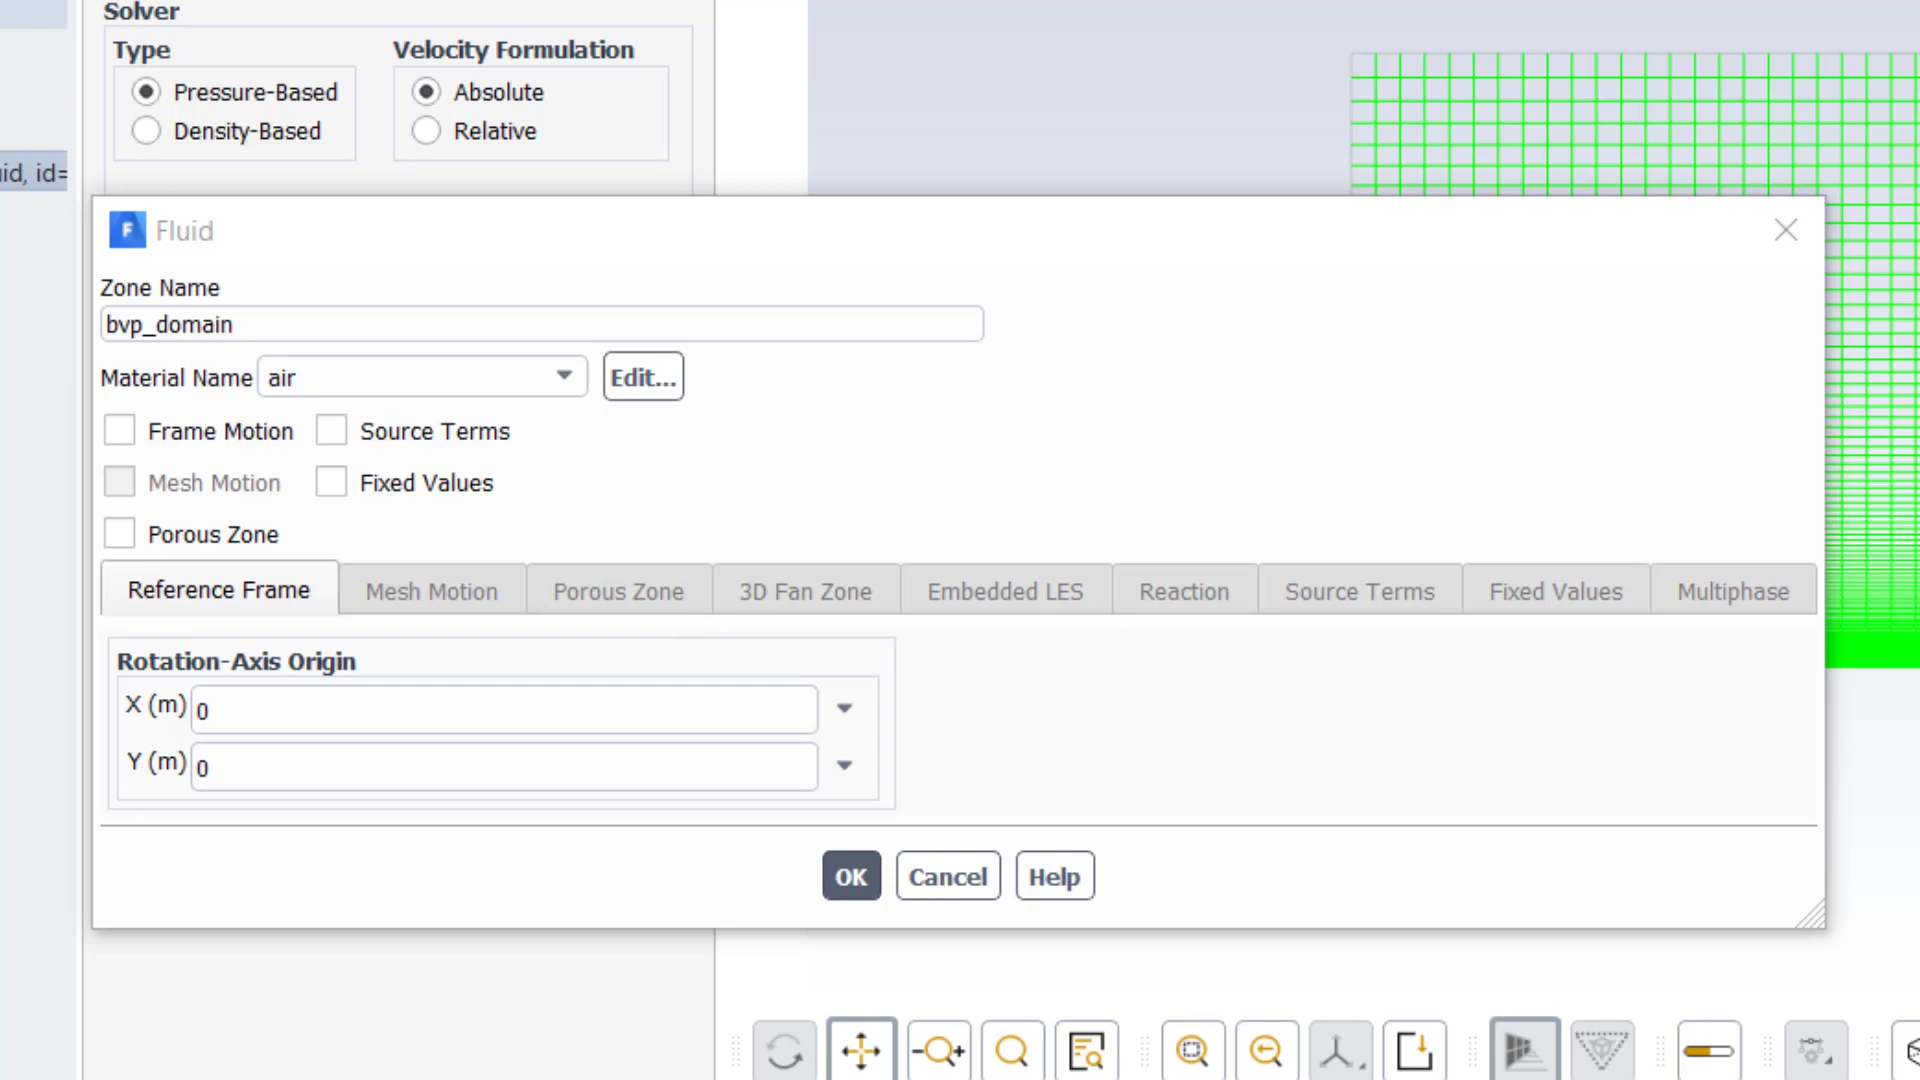 Solver
Type
Velocity Formulation
Pressure-Based
Absolute
Density-Based
Relative
id, id=
F Fluid
Zone Name
bvp_domain
Material Name air Edit...
Frame Motion Source Terms
Mesh Motion Fixed Values
Porous Zone
Reference Frame Mesh Motion Porous Zone 3D Fan Zone Embedded LES Reaction Source Terms Fixed Values Multiphase
Rotation-Axis Origin
X (m) 0
Y (m) 0
OK Cancel Help